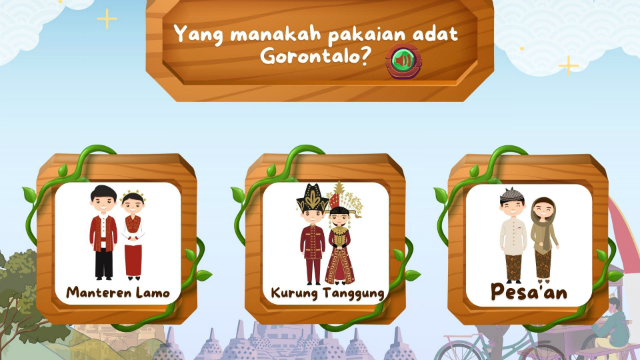 Yang manakah pakaian adat
Gorontalo?
Manteren Lamo
Kurung Tanggung
Pesa'an